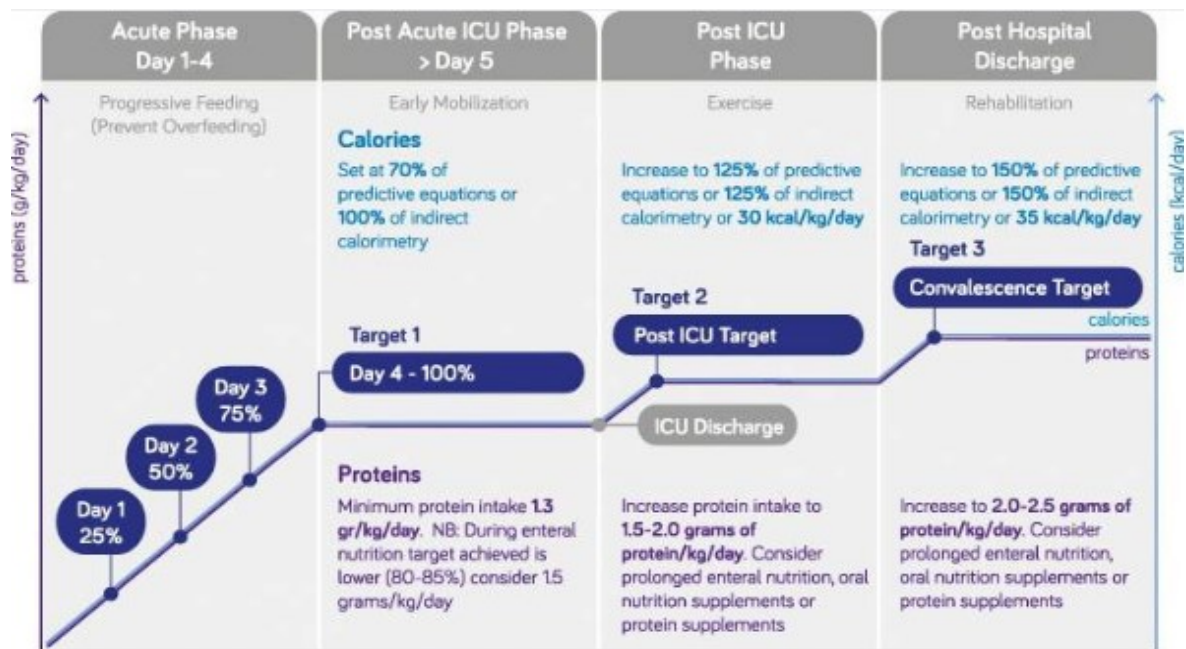 Acute Phase
Day 1-4
Post Acute ICU Phase
> Day 5
Post ICU
Phase
Post Hospital
Discharge
proteins (g/kg/day)
Progressive Feeding
(Prevent Overfeeding)
Early Mobilization
Exercise
Rehabilitation
calories (kcal/day)
Calories
Set at 70% of
predictive equations or
100% of indirect
calorimetry
Increase to 125% of predictive
equations or 125% of indirect
calorimetry or 30 kcal/kg/day
Increase to 150% of predictive
equations or 150% of indirect
calorimetry or 35 kcal/kg/day
Target 3
Convalescence Target
Target 2
Post ICU Target
Target 1
Day 4 - 100%
calories
proteins
Day 3
75%
Day 2
50%
Day 1
25%
ICU Discharge
Proteins
Minimum protein intake 1.3
gr/kg/day. NB: During enteral
nutrition target achieved is
lower (80-85%) consider 1.5
grams/kg/day
Increase protein intake to
1.5-2.0 grams of
protein/kg/day. Consider
prolonged enteral nutrition, oral
nutrition supplements or
protein supplements
Increase to 2.0-2.5 grams of
protein/kg/day. Consider
prolonged enteral nutrition,
oral nutrition supplements or
protein supplements